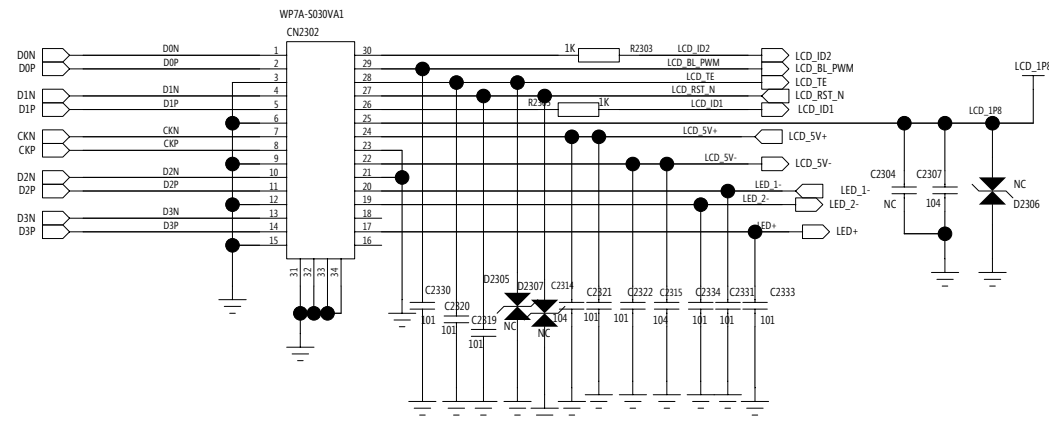 WP7A-S030VA1
CN2302
D0N D0N 1 30 1K R2303 LCD_ID2 LCD_ID2
D0P D0P 2 29 LCD_BL_PWM LCD_BL_PWM
3 28 LCD_TE LCD_TE
D1N D1N 4 27 LCD_RST_N LCD_RST_N
D1P D1P 5 26 1K LCD_ID1 LCD_ID1
6 25 LCD_1P8 LCD_1P8
CKN CKN 7 24 LCD_5V+ LCD_5V+
CKP CKP 8 23
9 22 LCD_5V- LCD_5V-
D2N D2N 10 21
D2P D2P 11 20 LED_1- LED_1-
12 19 LED_2- LED_2-
D3N D3N 13 18
D3P D3P 14 17 LED+ LED+
15 16
31 32 33 34
C2304 C2307 NC
NC 104 D2306
C2330 C2320 C2319 D2305 D2307 C2314 C2321 C2322 C2315 C2334 C2331 C2333
101 101 101 NC NC 104 101 101 104 101 101 101